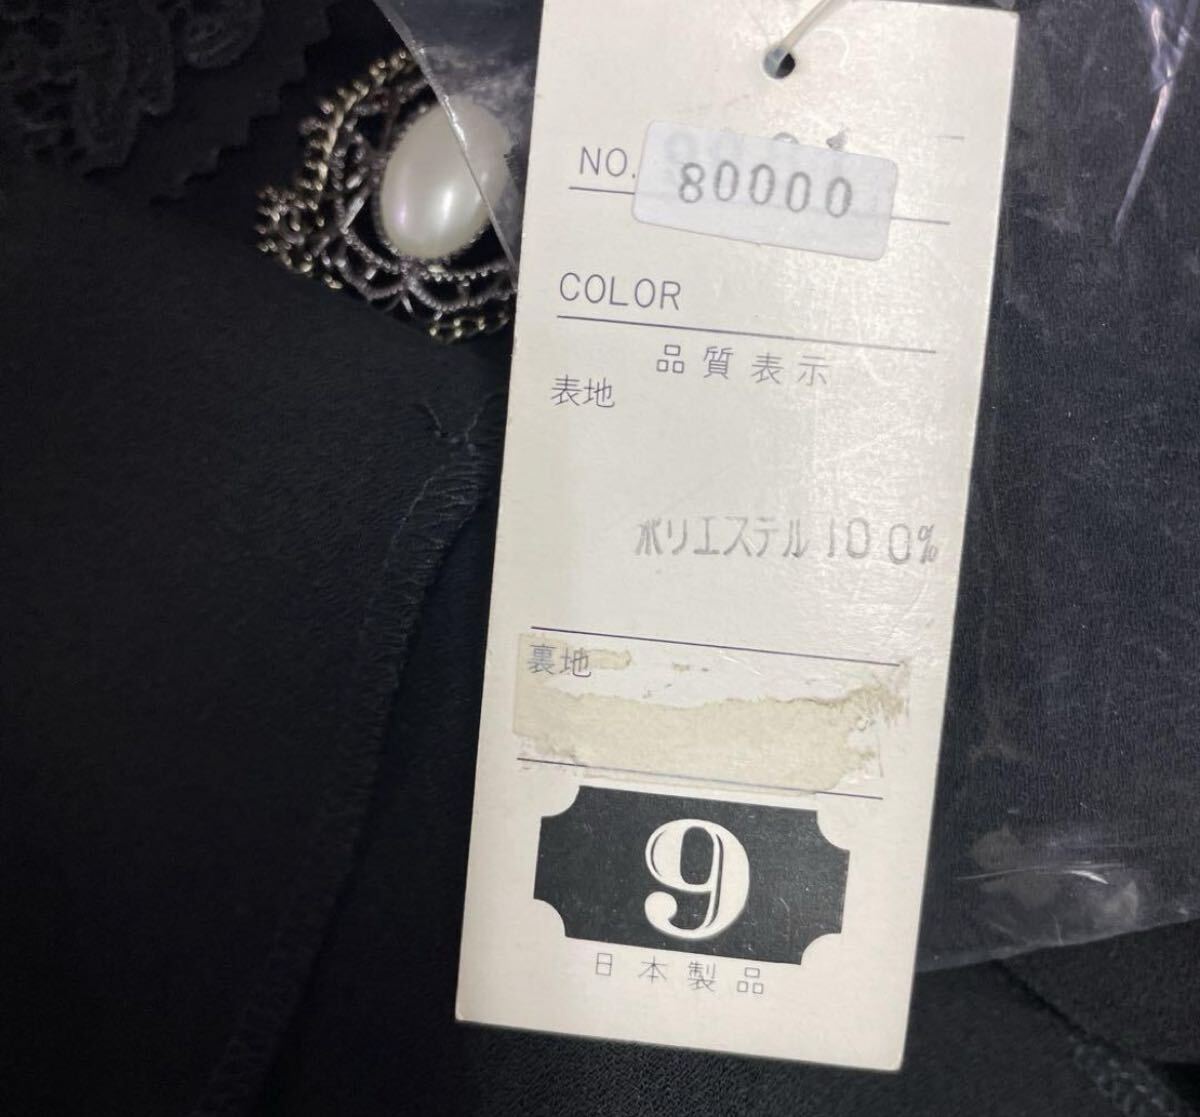 NO. 80000
COLOR
品質表示
表地
ポリエステル100%
裏地
9
日本製品